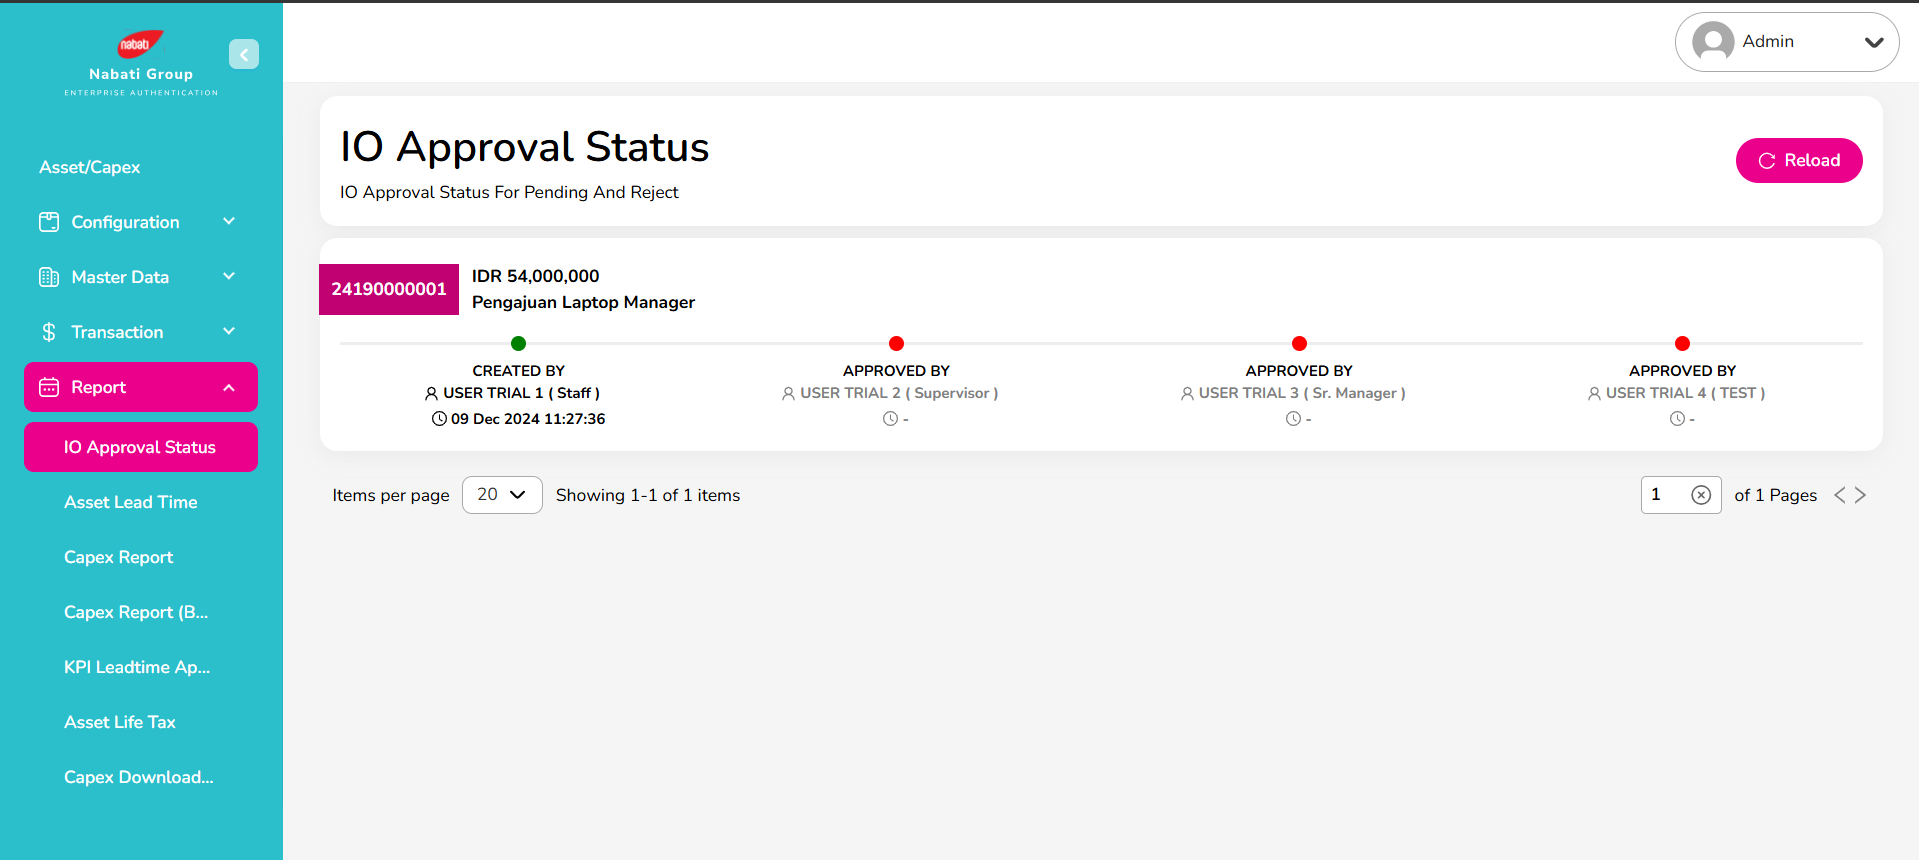 nabati
Nabati Group
ENTERPRISE AUTHENTICATION
Asset/Capex
Configuration
Master Data
Transaction
Report
IO Approval Status
Asset Lead Time
Capex Report
Capex Report (B...
KPI Leadtime Ap...
Asset Life Tax
Capex Download...
Admin
IO Approval Status
IO Approval Status For Pending And Reject
Reload
24190000001
IDR 54,000,000
Pengajuan Laptop Manager
CREATED BY
USER TRIAL 1 ( Staff )
09 Dec 2024 11:27:36
APPROVED BY
USER TRIAL 2 ( Supervisor )
-
APPROVED BY
USER TRIAL 3 ( Sr. Manager )
-
APPROVED BY
USER TRIAL 4 ( TEST )
-
Items per page 20 Showing 1-1 of 1 items
1 of 1 Pages